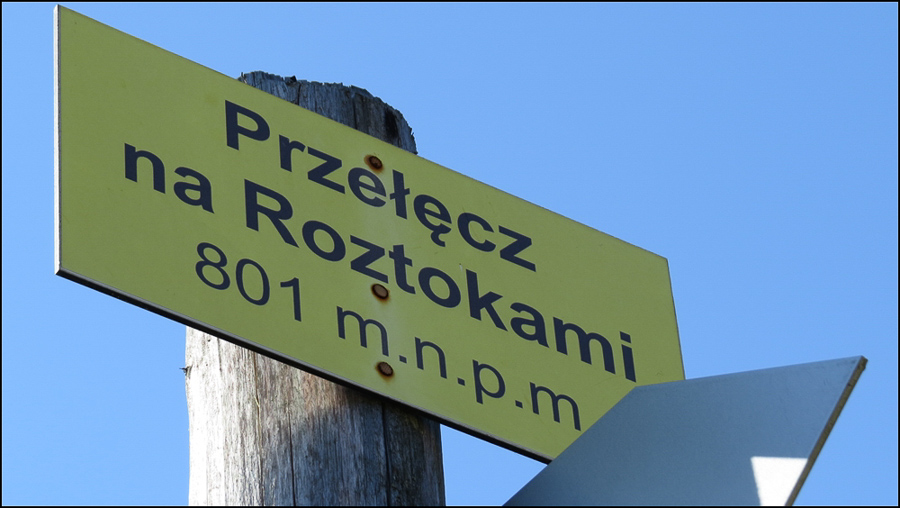 Przełęcz
na Roztokami
801 m.n.p.m